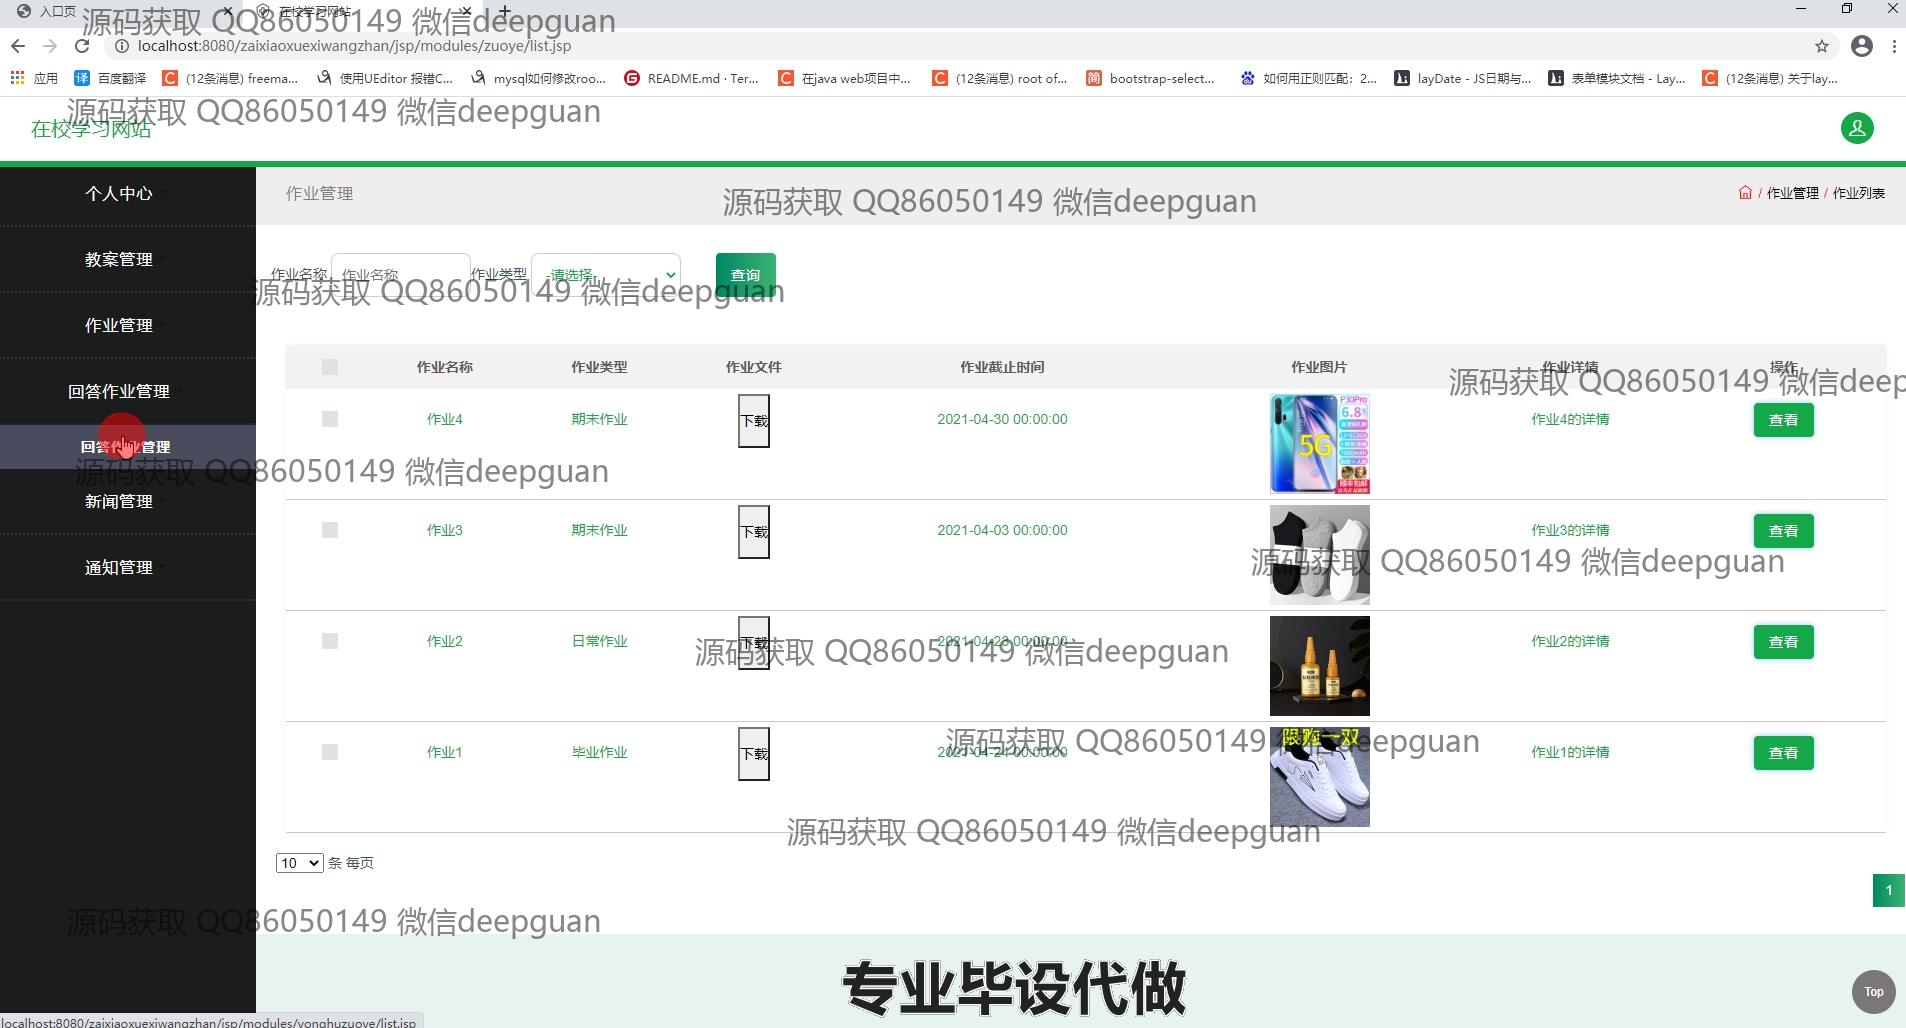 入口页
在校学习网站
源码获取 QQ86050149 微信deepguan
localhost:8080/zaixiaoxuexiwangzhan/jsp/modules/zuoye/list.jsp
应用 百度翻译 (12条消息) freema... 使用UEditor 报错C... mysql如何修改roo... README.md · Ter... 在java web项目中... (12条消息) root of... bootstrap-select... 如何用正则匹配：2... layDate - JS日期与... 表单模块文档 - Lay... (12条消息) 关于lay...
源码获取 QQ86050149 微信deepguan
在校学习网站
个人中心
作业管理
源码获取 QQ86050149 微信deepguan
/ 作业管理 / 作业列表
教案管理
作业名称 作业名称 作业类型 -请选择- 查询
源码获取 QQ86050149 微信deepguan
作业管理
作业名称 作业类型 作业文件 作业截止时间 作业图片 作业详情 操作
源码获取 QQ86050149 微信deep
回答作业管理
P30Pro
6.8
5G
作业4 期末作业 下载 2021-04-30 00:00:00 作业4的详情 查看
回答作业管理
源码获取 QQ86050149 微信deepguan
新闻管理
作业3 期末作业 下载 2021-04-03 00:00:00 作业3的详情 查看
源码获取 QQ86050149 微信deepguan
通知管理
作业2 日常作业 下载 2021-04-23 00:00:00 作业2的详情 查看
源码获取 QQ86050149 微信deepguan
限购一双
作业1 毕业作业 下载 2021-04-24 00:00:00 作业1的详情 查看
源码获取 QQ86050149 微信deepguan
源码获取 QQ86050149 微信deepguan
10 条 每页
1
源码获取 QQ86050149 微信deepguan
专业毕设代做
Top
localhost:8080/zaixiaoxuexiwangzhan/jsp/modules/yonghuzuoye/list.jsp